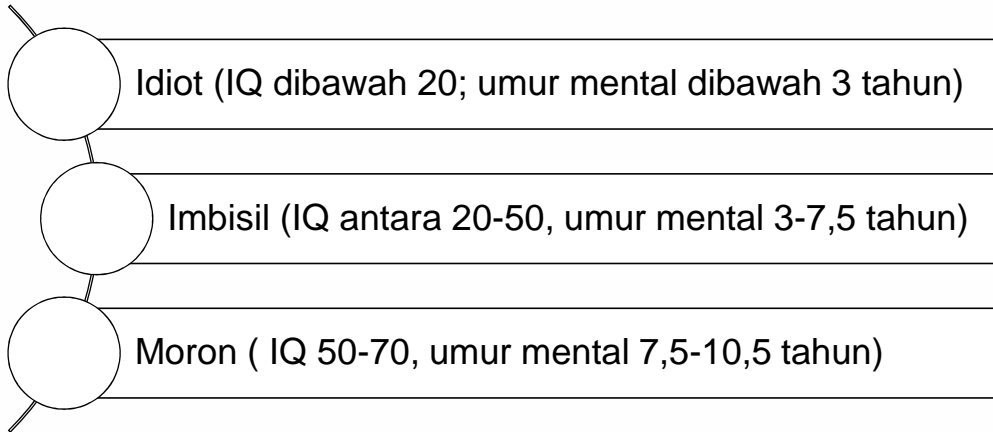 Idiot (IQ dibawah 20; umur mental dibawah 3 tahun)
Imbisil (IQ antara 20-50, umur mental 3-7,5 tahun)
Moron ( IQ 50-70, umur mental 7,5-10,5 tahun)